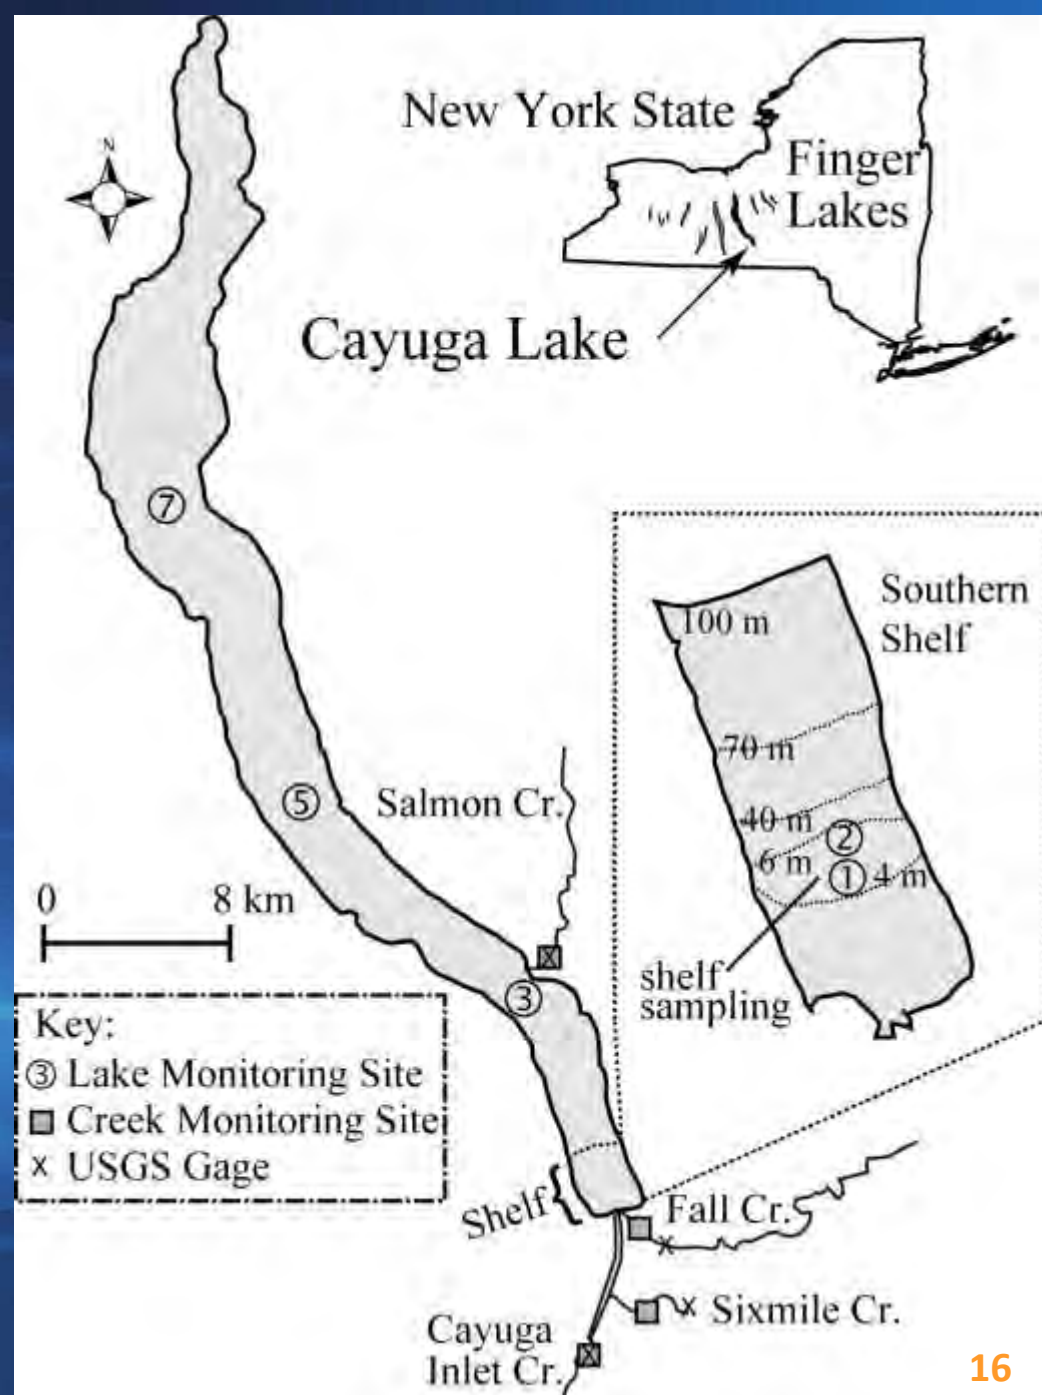 N
New York State
Finger
Lakes
Cayuga Lake
7
Southern
Shelf
100 m
70 m
40 m
2
6 m
1
4 m
shelf
sampling
5
Salmon Cr.
0
8 km
3
Key:
3 Lake Monitoring Site
Creek Monitoring Site
x USGS Gage
Shelf
Fall Cr.
x
x Sixmile Cr.
Cayuga
Inlet Cr.
16